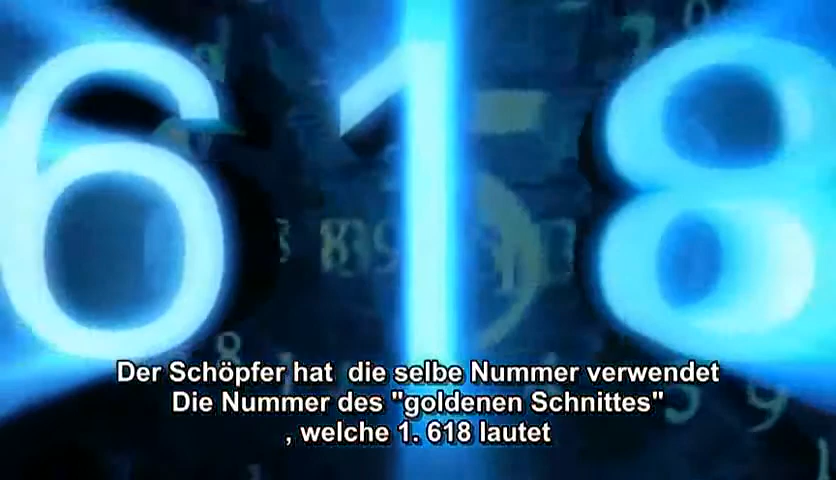 618
Der Schöpfer hat die selbe Nummer verwendet
Die Nummer des "goldenen Schnittes"
, welche 1. 618 lautet